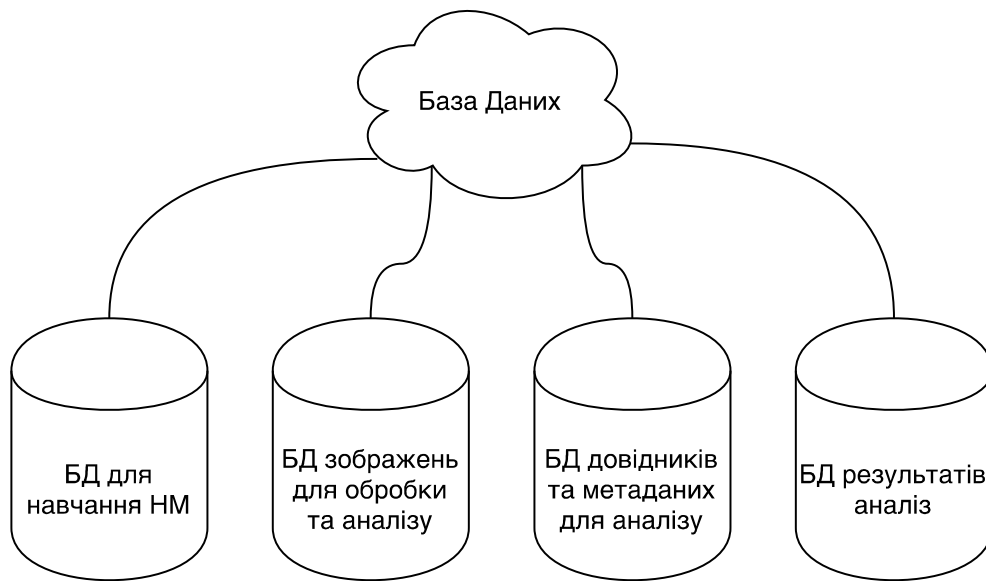 База Даних
БД для
навчання НМ
БД зображень
для обробки
та аналізу
БД довідників
та метаданих
для аналізу
БД результатів
аналіз